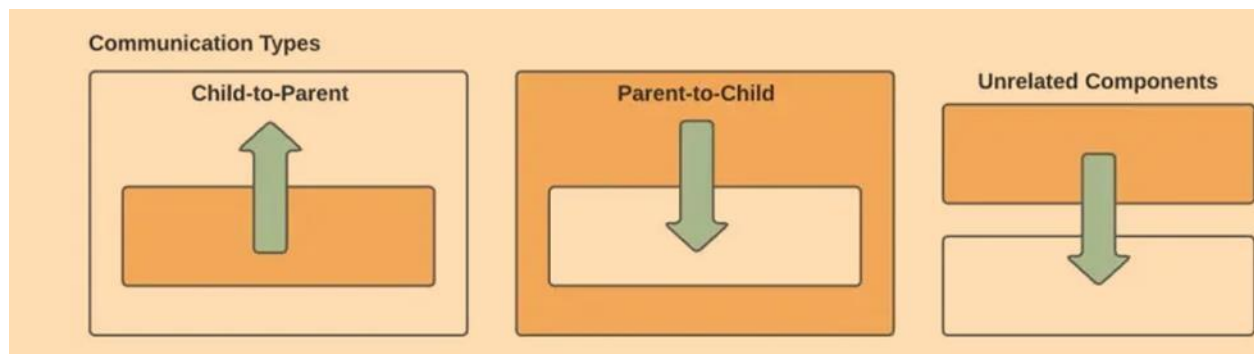 Communication Types
Child-to-Parent
Parent-to-Child
Unrelated Components